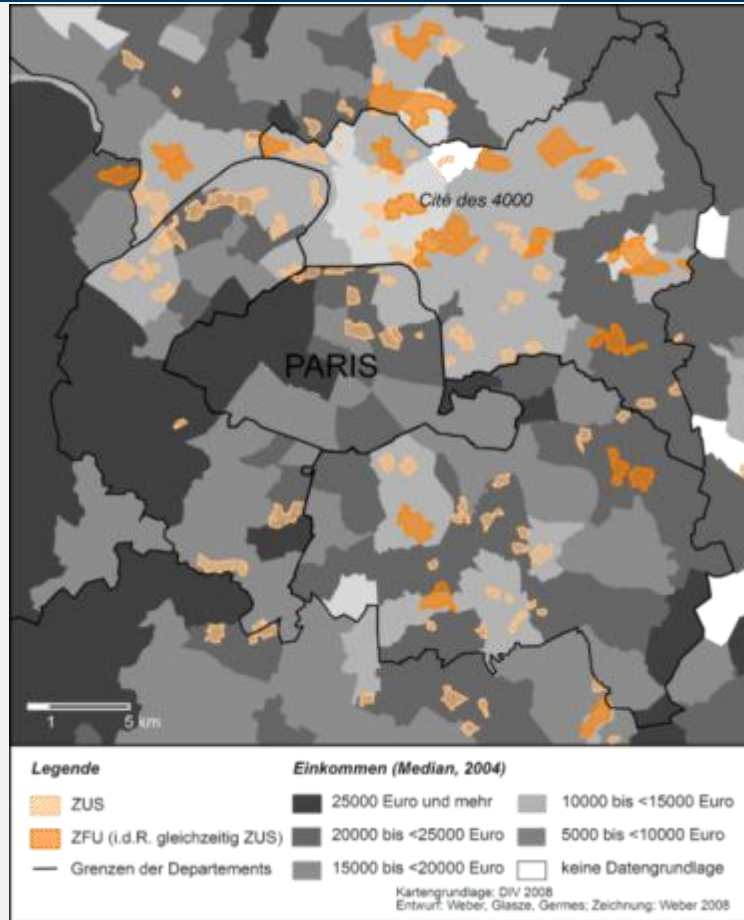 Cité des 4000
PARIS
1 5 km
Legende
ZUS
ZFU (i.d.R. gleichzeitig ZUS)
Grenzen der Departements
Einkommen (Median, 2004)
25000 Euro und mehr
20000 bis <25000 Euro
15000 bis <20000 Euro
10000 bis <15000 Euro
5000 bis <10000 Euro
keine Datengrundlage
Kartengrundlage: DIV 2008
Entwurf: Weber, Glasze, Germes; Zeichnung: Weber 2008